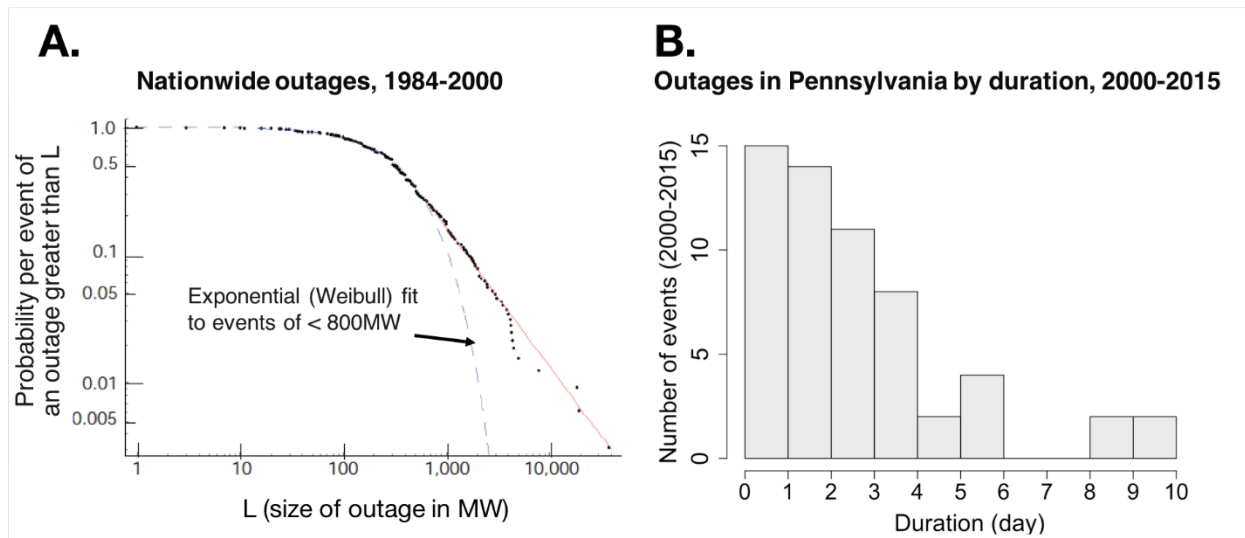 A.
Nationwide outages, 1984-2000
Probability per event of
an outage greater than L
1.0
0.5
0.1
0.05
0.01
0.005
Exponential (Weibull) fit
to events of < 800MW
1 10 100 1,000 10,000
L (size of outage in MW)
B.
Outages in Pennsylvania by duration, 2000-2015
Number of events (2000-2015)
15
10
5
0
0 1 2 3 4 5 6 7 8 9 10
Duration (day)